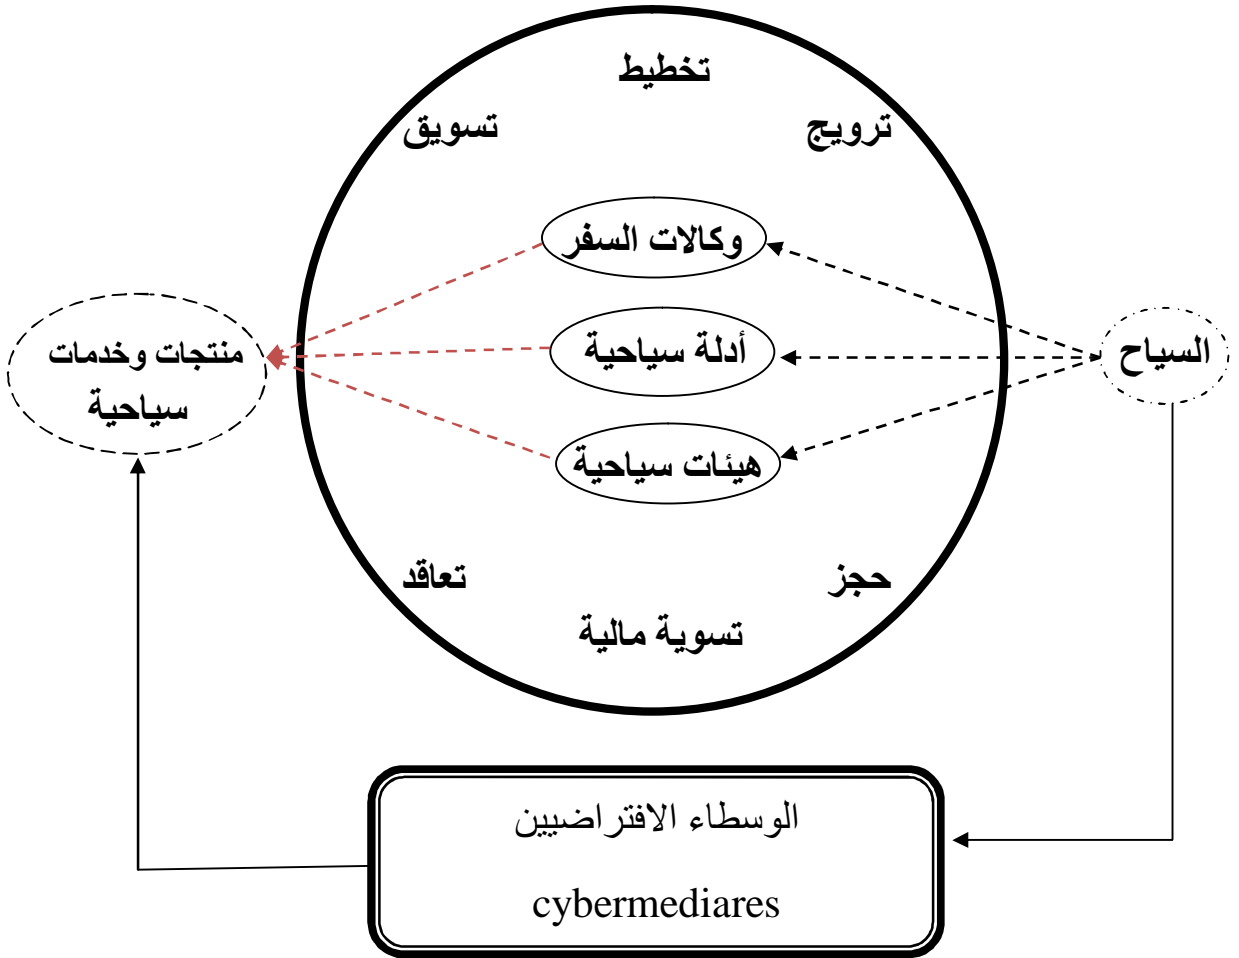 تخطيط
ترويج
تسويق
وكالات السفر
السياح
أدلة سياحية
منتجات وخدمات
سياحية
هيئات سياحية
حجز
تعاقد
تسوية مالية
الوسطاء الافتراضيين
cybermediares